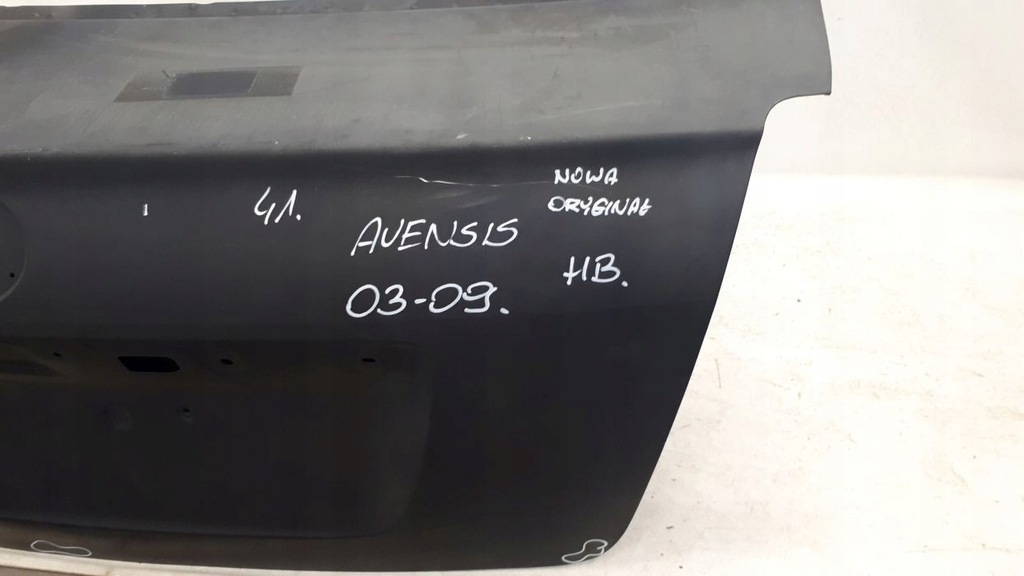 NOWA
ORYGINAŁ
41.
AVENSIS
HB.
03-09.